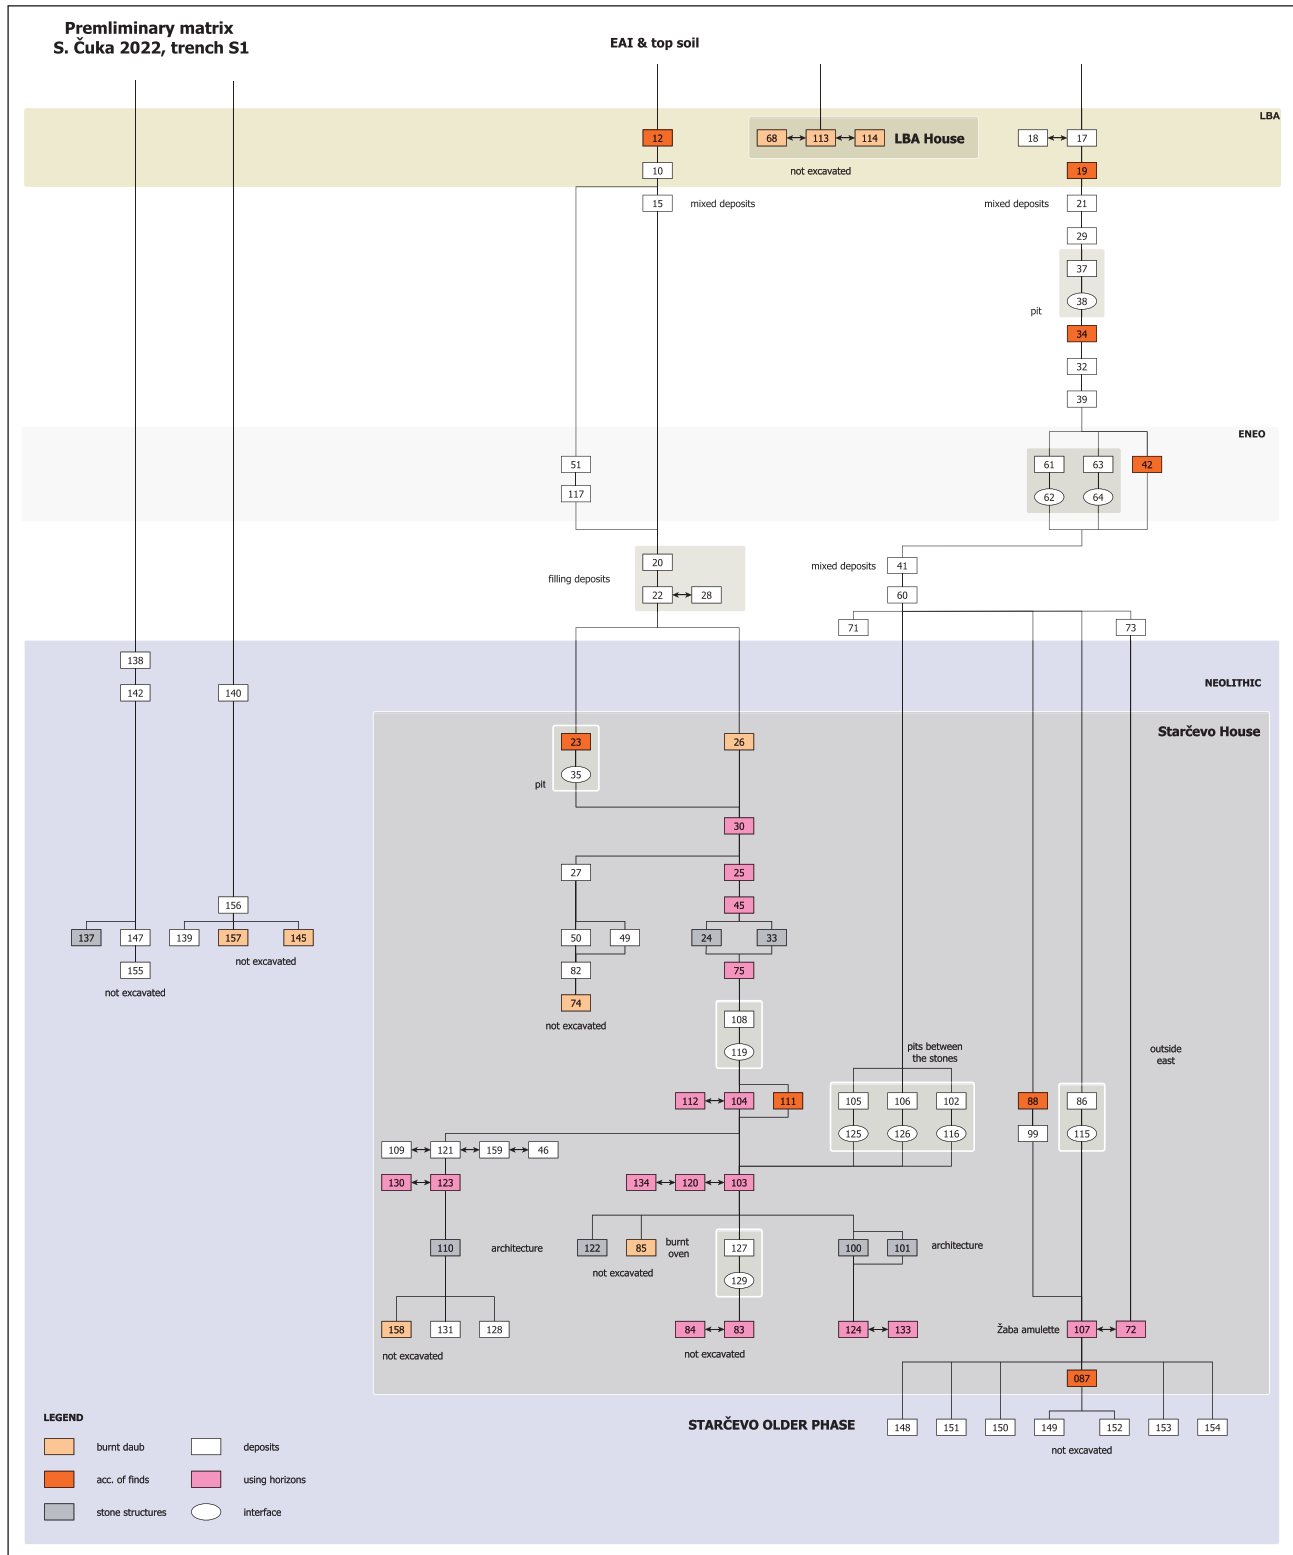 Premliminary matrix
S. Čuka 2022, trench S1
EAI & top soil
LBA
12
68 113 114 LBA House
18 17
10
not excavated
19
15 mixed deposits
mixed deposits 21
29
37
38
pit
34
32
39
ENEO
51
61 63 42
117
62 64
20
mixed deposits 41
filling deposits
22 28
60
71
73
138
142
140
NEOLITHIC
Starčevo House
23
26
35
pit
30
27
25
156
45
137 147
139 157 145
50 49
24 33
not excavated
155
82
75
not excavated
74
not excavated
108
pits between
the stones
119
outside
east
112 104 111
105 106 102
88
86
125 126 116
99
115
109 121 159 46
130 123
134 120 103
110
architecture
122 85
burnt
oven
127
100 101
architecture
not excavated
129
158 131 128
84 83
124 133
Žaba amulette 107 72
not excavated
not excavated
087
LEGEND
STARČEVO OLDER PHASE
148 151 150 149 152 153 154
not excavated
burnt daub
deposits
acc. of finds
using horizons
stone structures
interface